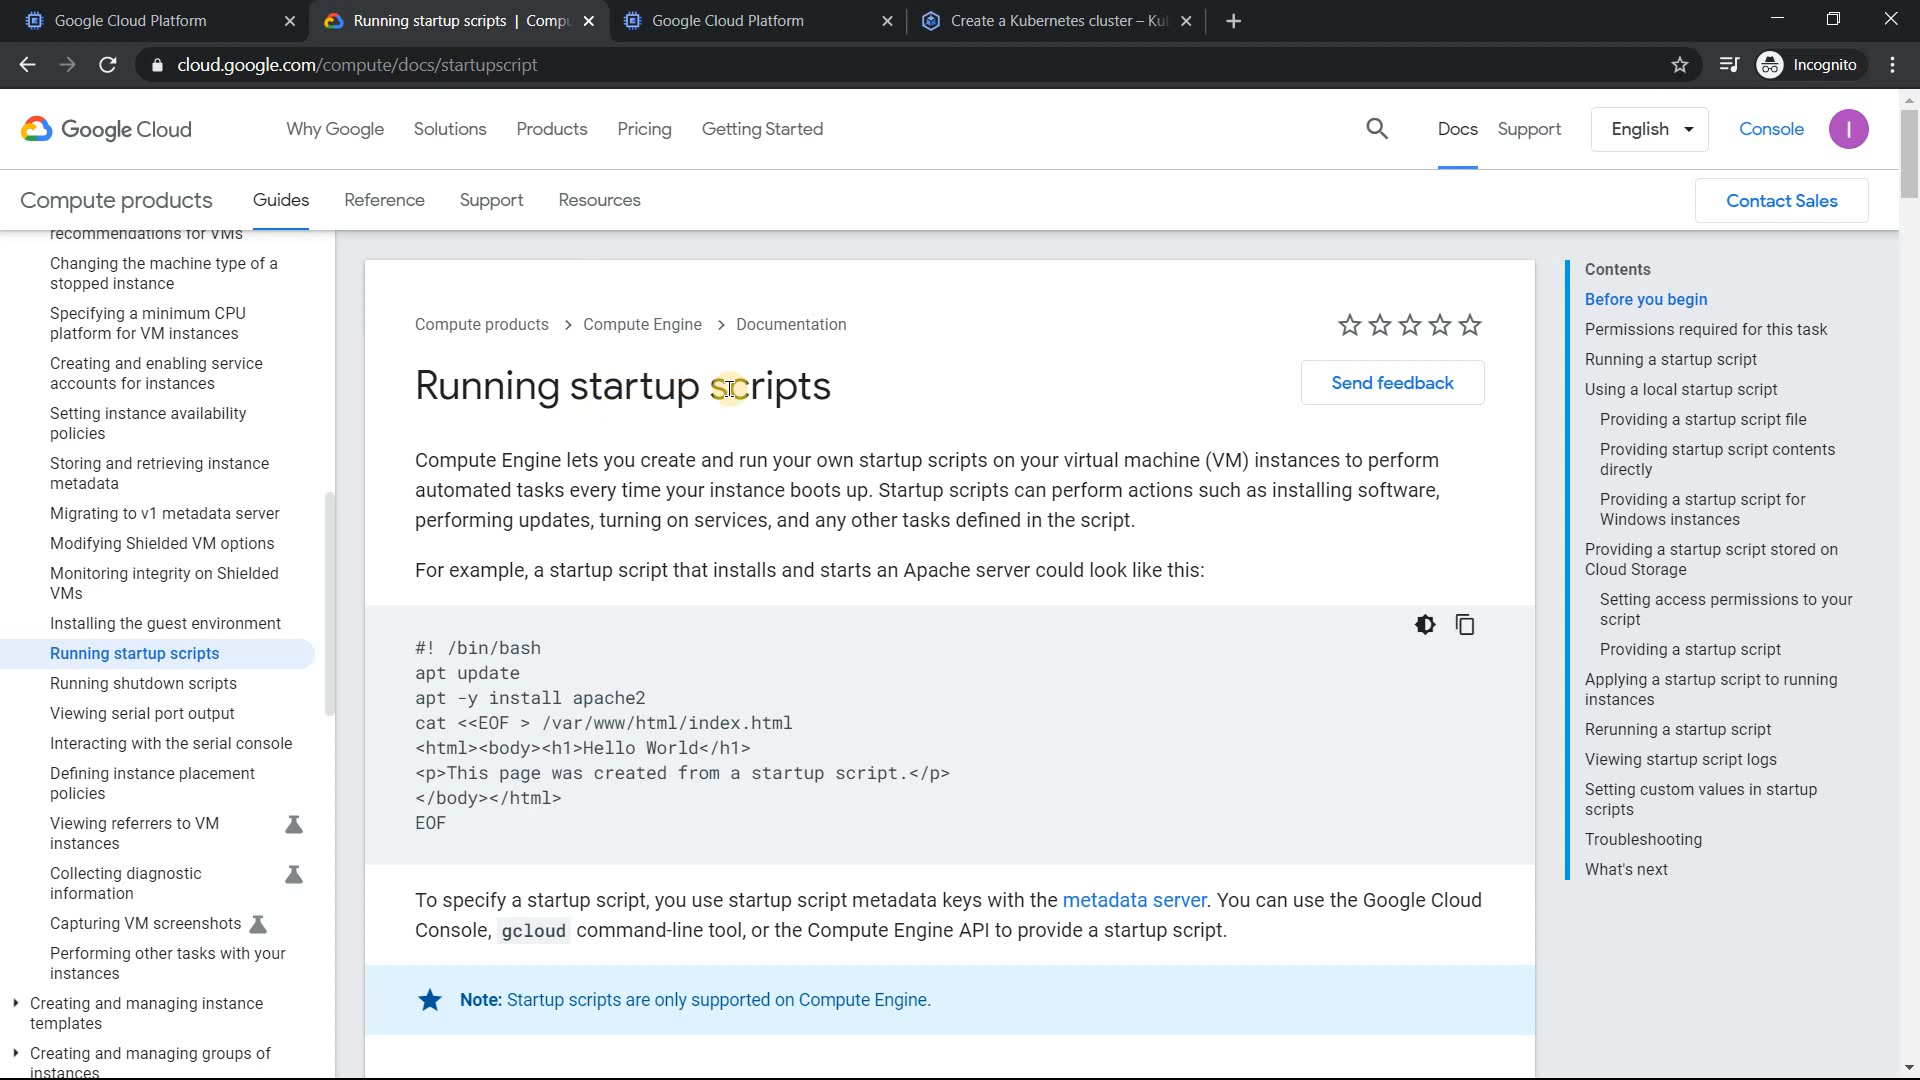 Google Cloud Platform
Running startup scripts | Compu
Google Cloud Platform
Create a Kubernetes cluster – Ku
cloud.google.com/compute/docs/startupscript
Incognito
Google Cloud
Why Google
Solutions
Products
Pricing
Getting Started
Docs
Support
English
Console
I
Compute products
Guides
Reference
Support
Resources
Contact Sales
recommendations for VMs
Changing the machine type of a
stopped instance
Specifying a minimum CPU
platform for VM instances
Creating and enabling service
accounts for instances
Setting instance availability
policies
Storing and retrieving instance
metadata
Migrating to v1 metadata server
Modifying Shielded VM options
Monitoring integrity on Shielded
VMs
Installing the guest environment
Running startup scripts
Running shutdown scripts
Viewing serial port output
Interacting with the serial console
Defining instance placement
policies
Viewing referrers to VM
instances
Collecting diagnostic
information
Capturing VM screenshots
Performing other tasks with your
instances
Creating and managing instance
templates
Creating and managing groups of
instances
Compute products > Compute Engine > Documentation
Running startup scripts
Send feedback
Compute Engine lets you create and run your own startup scripts on your virtual machine (VM) instances to perform
automated tasks every time your instance boots up. Startup scripts can perform actions such as installing software,
performing updates, turning on services, and any other tasks defined in the script.
For example, a startup script that installs and starts an Apache server could look like this:
#! /bin/bash
apt update
apt -y install apache2
cat <<EOF > /var/www/html/index.html
<html><body><h1>Hello World</h1>
<p>This page was created from a startup script.</p>
</body></html>
EOF
To specify a startup script, you use startup script metadata keys with the metadata server. You can use the Google Cloud
Console, gcloud command-line tool, or the Compute Engine API to provide a startup script.
Note: Startup scripts are only supported on Compute Engine.
Contents
Before you begin
Permissions required for this task
Running a startup script
Using a local startup script
Providing a startup script file
Providing startup script contents
directly
Providing a startup script for
Windows instances
Providing a startup script stored on
Cloud Storage
Setting access permissions to your
script
Providing a startup script
Applying a startup script to running
instances
Rerunning a startup script
Viewing startup script logs
Setting custom values in startup
scripts
Troubleshooting
What's next